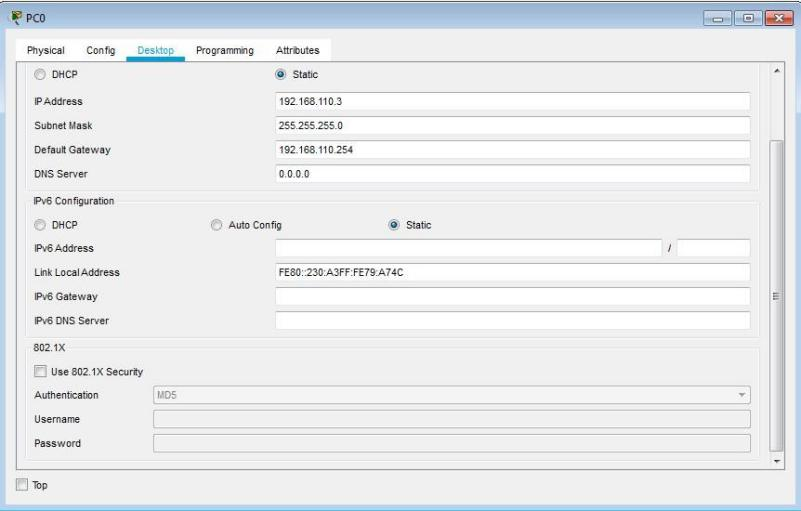 PC0
Physical Config Desktop Programming Attributes
DHCP Static
IP Address 192.168.110.3
Subnet Mask 255.255.255.0
Default Gateway 192.168.110.254
DNS Server 0.0.0.0
IPv6 Configuration
DHCP Auto Config Static
IPv6 Address /
Link Local Address FE80::230:A3FF:FE79:A74C
IPv6 Gateway
IPv6 DNS Server
802.1X
Use 802.1X Security
Authentication MD5
Username
Password
Top